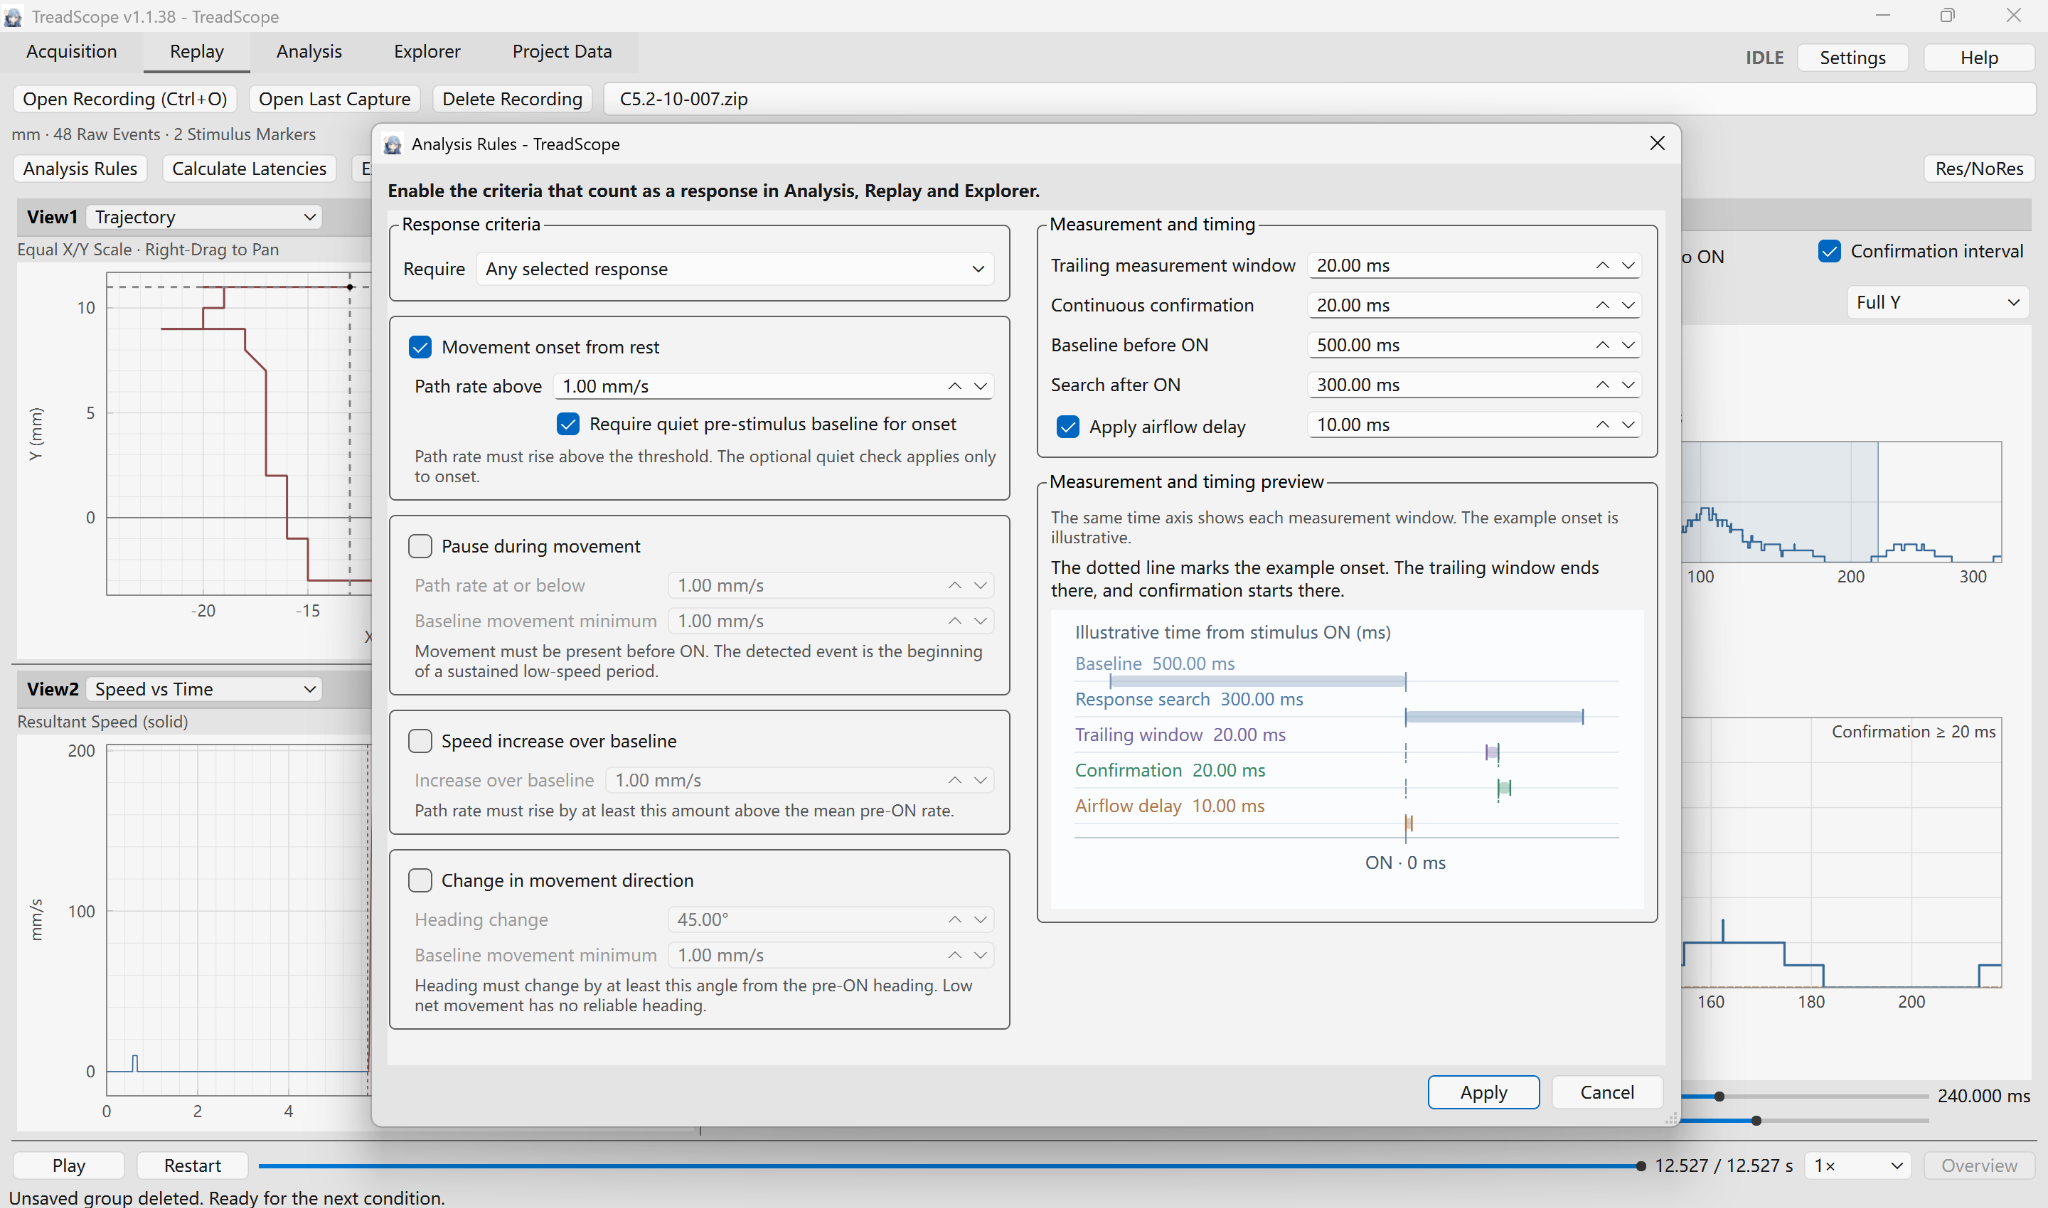 TreadScope v1.1.38 - TreadScope
Acquisition
Replay
Analysis
Explorer
Project Data
IDLE
Settings
Help
Open Recording (Ctrl+O)
Open Last Capture
Delete Recording
C5.2-10-007.zip
mm · 48 Raw Events · 2 Stimulus Markers
Analysis Rules
Calculate Latencies
Res/NoRes
View1
Trajectory
Equal X/Y Scale · Right-Drag to Pan
10
5
0
Y (mm)
-20
-15
X
View2
Speed vs Time
Resultant Speed (solid)
200
100
0
mm/s
0
2
4
Analysis Rules - TreadScope
Enable the criteria that count as a response in Analysis, Replay and Explorer.
Response criteria
Require
Any selected response
Movement onset from rest
Path rate above
1.00 mm/s
Require quiet pre-stimulus baseline for onset
Path rate must rise above the threshold. The optional quiet check applies only
to onset.
Pause during movement
Path rate at or below
1.00 mm/s
Baseline movement minimum
1.00 mm/s
Movement must be present before ON. The detected event is the beginning
of a sustained low-speed period.
Speed increase over baseline
Increase over baseline
1.00 mm/s
Path rate must rise by at least this amount above the mean pre-ON rate.
Change in movement direction
Heading change
45.00°
Baseline movement minimum
1.00 mm/s
Heading must change by at least this angle from the pre-ON heading. Low
net movement has no reliable heading.
Measurement and timing
Trailing measurement window
20.00 ms
Continuous confirmation
20.00 ms
Baseline before ON
500.00 ms
Search after ON
300.00 ms
Apply airflow delay
10.00 ms
Measurement and timing preview
The same time axis shows each measurement window. The example onset is
illustrative.
The dotted line marks the example onset. The trailing window ends
there, and confirmation starts there.
Illustrative time from stimulus ON (ms)
Baseline 500.00 ms
Response search 300.00 ms
Trailing window 20.00 ms
Confirmation 20.00 ms
Airflow delay 10.00 ms
ON · 0 ms
Apply
Cancel
o ON
Confirmation interval
Full Y
100
200
300
Confirmation ≥ 20 ms
160
180
200
240.000 ms
Play
Restart
12.527 / 12.527 s
1×
Overview
Unsaved group deleted. Ready for the next condition.